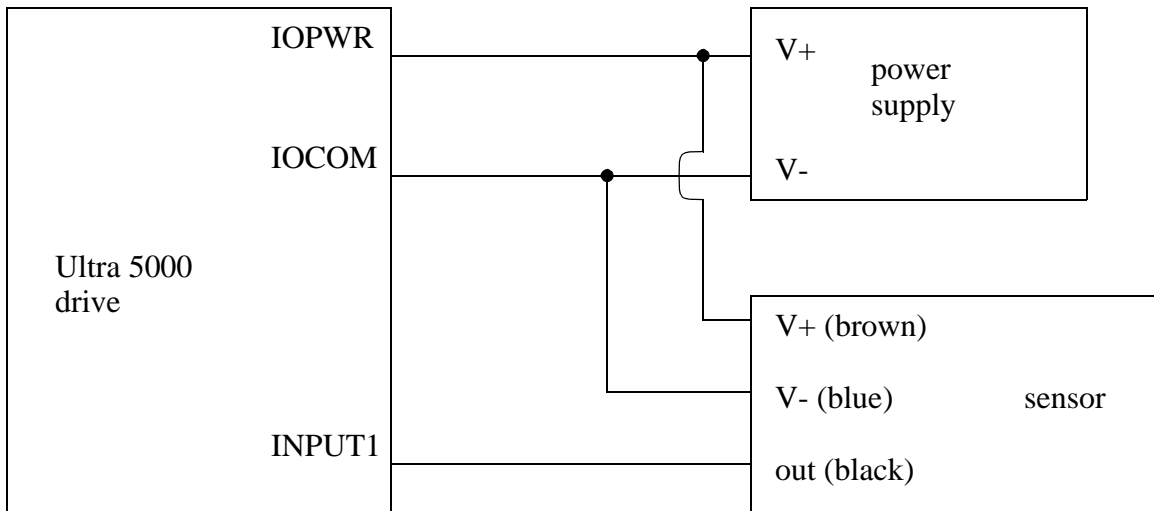 IOPWR
IOCOM
Ultra 5000
drive
INPUT1
V+
power
supply
V-
V+ (brown)
V- (blue)
sensor
out (black)